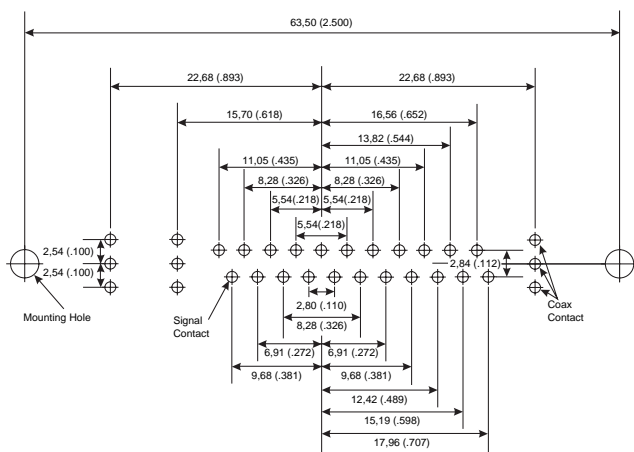 63,50 (2.500)
22,68 (.893) 22,68 (.893)
15,70 (.618) 16,56 (.652)
13,82 (.544)
11,05 (.435) 11,05 (.435)
8,28 (.326) 8,28 (.326)
5,54(.218) 5,54(.218)
5,54(.218)
2,54 (.100)
2,84 (.112)
2,54 (.100)
Mounting Hole
Signal
Contact
2,80 (.110)
Coax
Contact
8,28 (.326)
6,91 (.272) 6,91 (.272)
9,68 (.381) 9,68 (.381)
12,42 (.489)
15,19 (.598)
17,96 (.707)